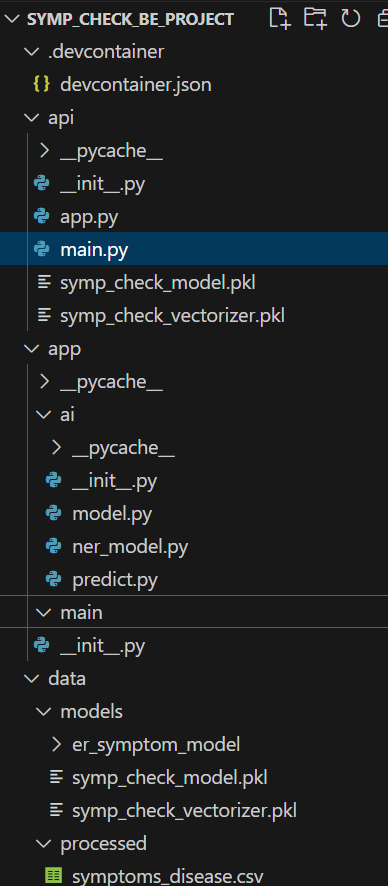 SYMP_CHECK_BE_PROJECT
.devcontainer
{} devcontainer.json
api
__pycache__
__init__.py
app.py
main.py
symp_check_model.pkl
symp_check_vectorizer.pkl
app
__pycache__
ai
__pycache__
__init__.py
model.py
ner_model.py
predict.py
main
__init__.py
data
models
er_symptom_model
symp_check_model.pkl
symp_check_vectorizer.pkl
processed
symptoms_disease.csv